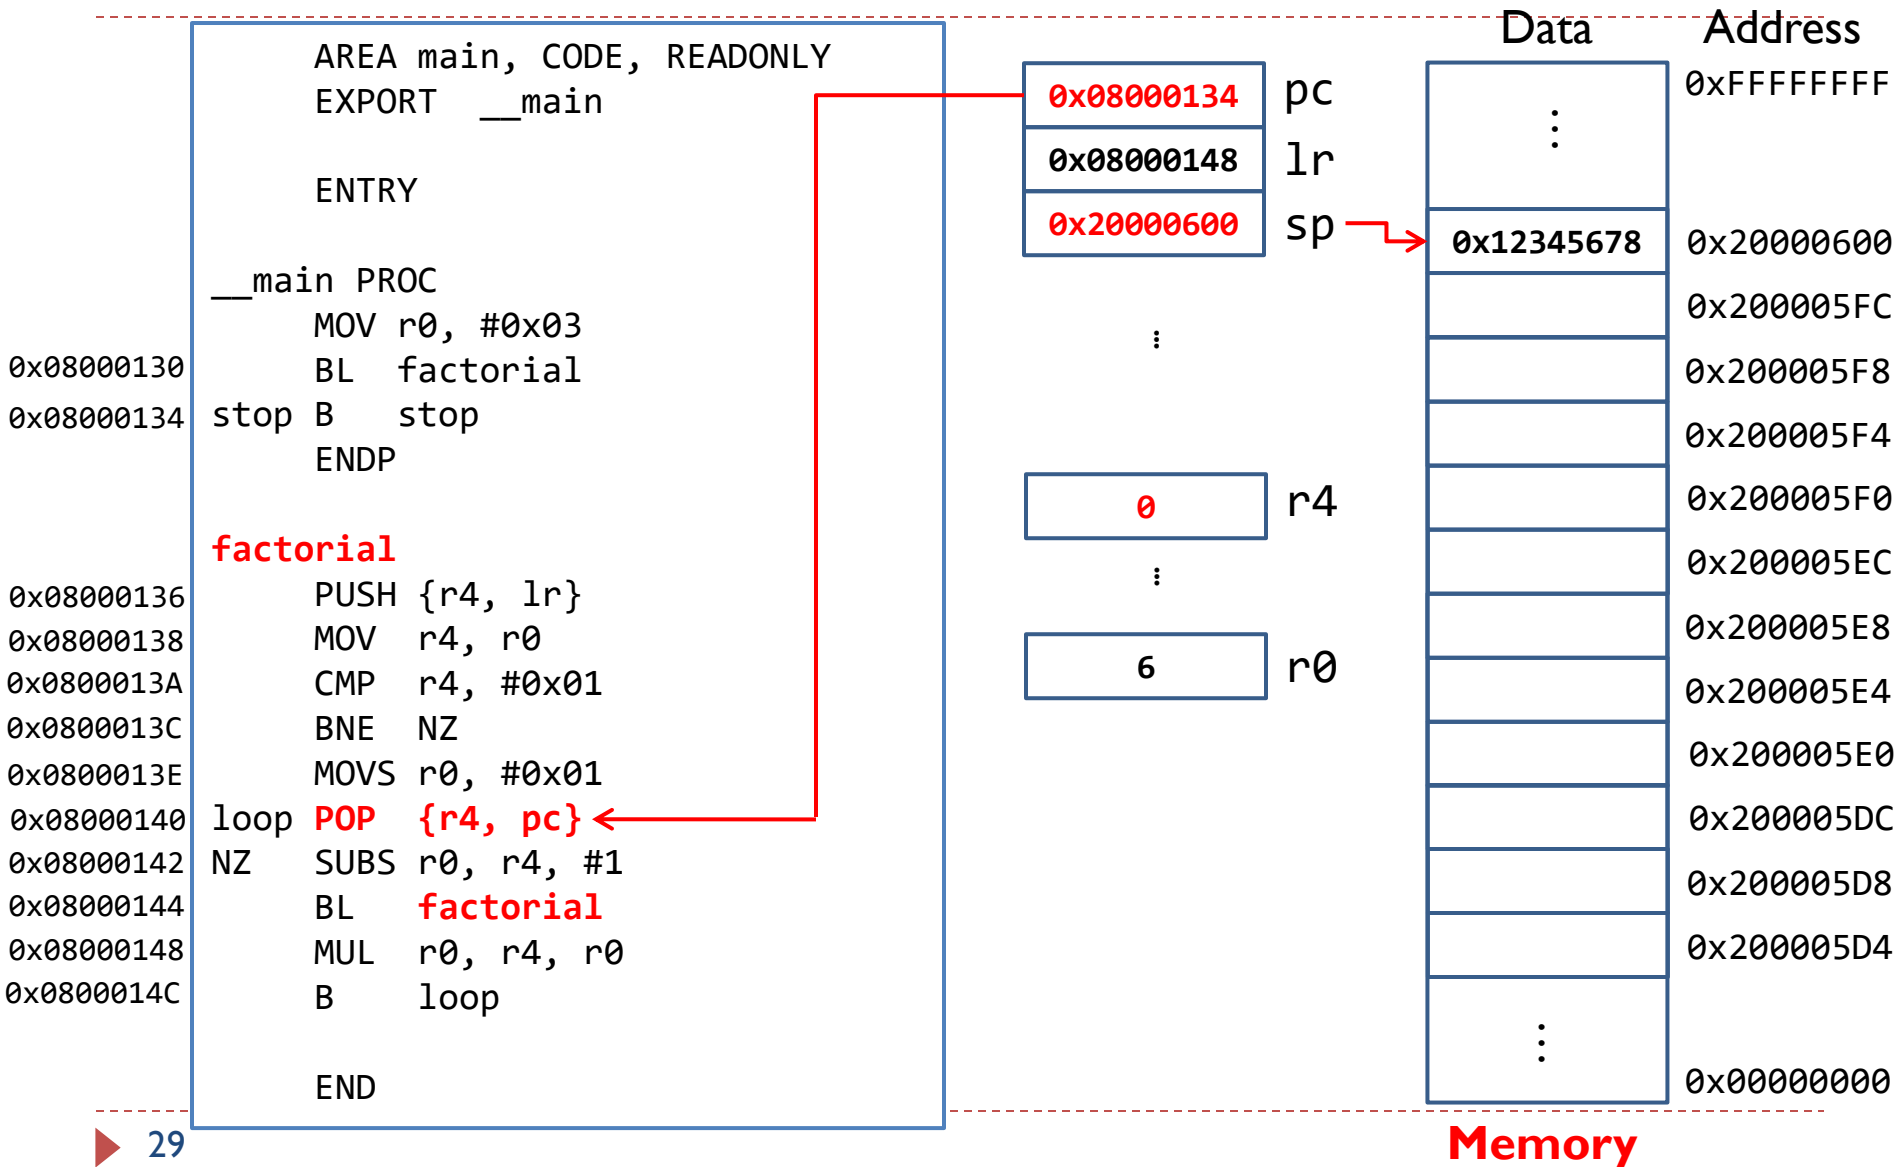 AREA main, CODE, READONLY
EXPORT __main
ENTRY
__main PROC
MOV r0, #0x03
0x08000130 BL factorial
0x08000134 stop B stop
ENDP
factorial
0x08000136 PUSH {r4, lr}
0x08000138 MOV r4, r0
0x0800013A CMP r4, #0x01
0x0800013C BNE NZ
0x0800013E MOVS r0, #0x01
0x08000140 loop POP {r4, pc}
0x08000142 NZ SUBS r0, r4, #1
0x08000144 BL factorial
0x08000148 MUL r0, r4, r0
0x0800014C B loop
END
0x08000134 pc
0x08000148 lr
0x20000600 sp
⋮
0 r4
⋮
6 r0
Data Address
0xFFFFFFFF
⋮
0x12345678 0x20000600
0x200005FC
0x200005F8
0x200005F4
0x200005F0
0x200005EC
0x200005E8
0x200005E4
0x200005E0
0x200005DC
0x200005D8
0x200005D4
⋮
0x00000000
Memory
29